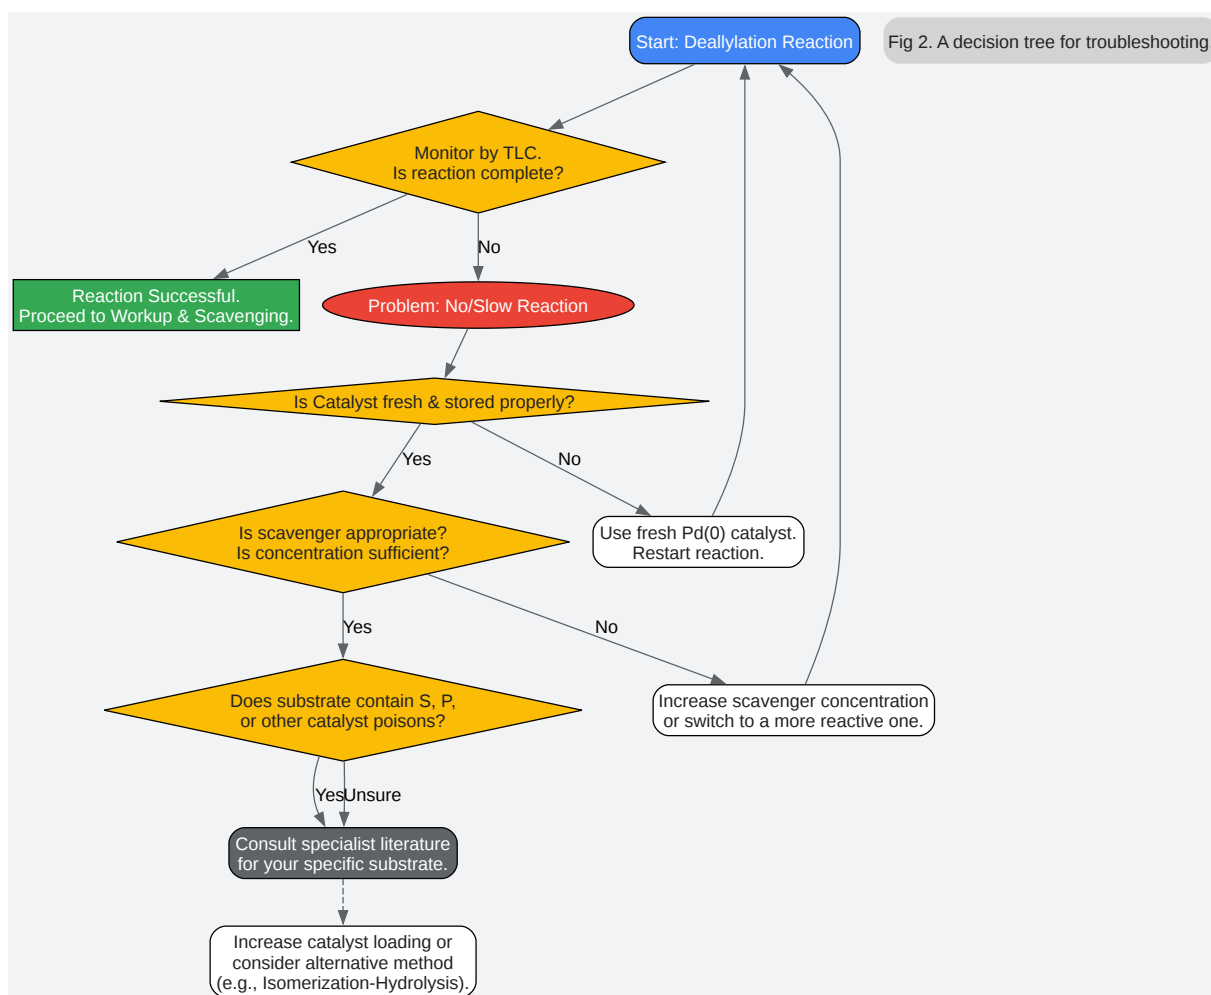 Start: Deallylation Reaction
Fig 2. A decision tree for troubleshooting.
Monitor by TLC.
Is reaction complete?
Yes
No
Reaction Successful.
Proceed to Workup & Scavenging.
Problem: No/Slow Reaction
Is Catalyst fresh & stored properly?
Yes
No
Is scavenger appropriate?
Is concentration sufficient?
Use fresh Pd(0) catalyst.
Restart reaction.
Yes
No
Does substrate contain S, P,
or other catalyst poisons?
Increase scavenger concentration
or switch to a more reactive one.
Yes
Unsure
Consult specialist literature
for your specific substrate.
Increase catalyst loading or
consider alternative method
(e.g., Isomerization-Hydrolysis).